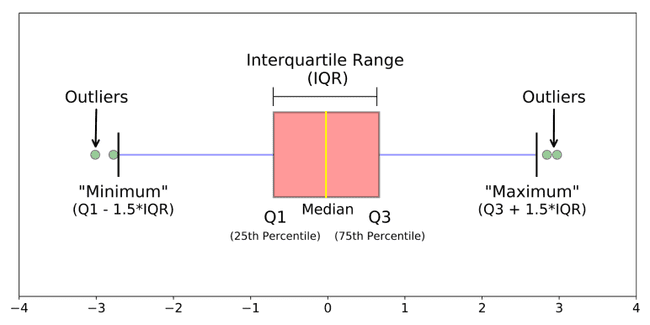 Interquartile Range
(IQR)
Outliers
Outliers
"Minimum"
(Q1 - 1.5*IQR)
"Maximum"
(Q3 + 1.5*IQR)
Q1
Median
Q3
(25th Percentile)
(75th Percentile)
−4
−3
−2
−1
0
1
2
3
4